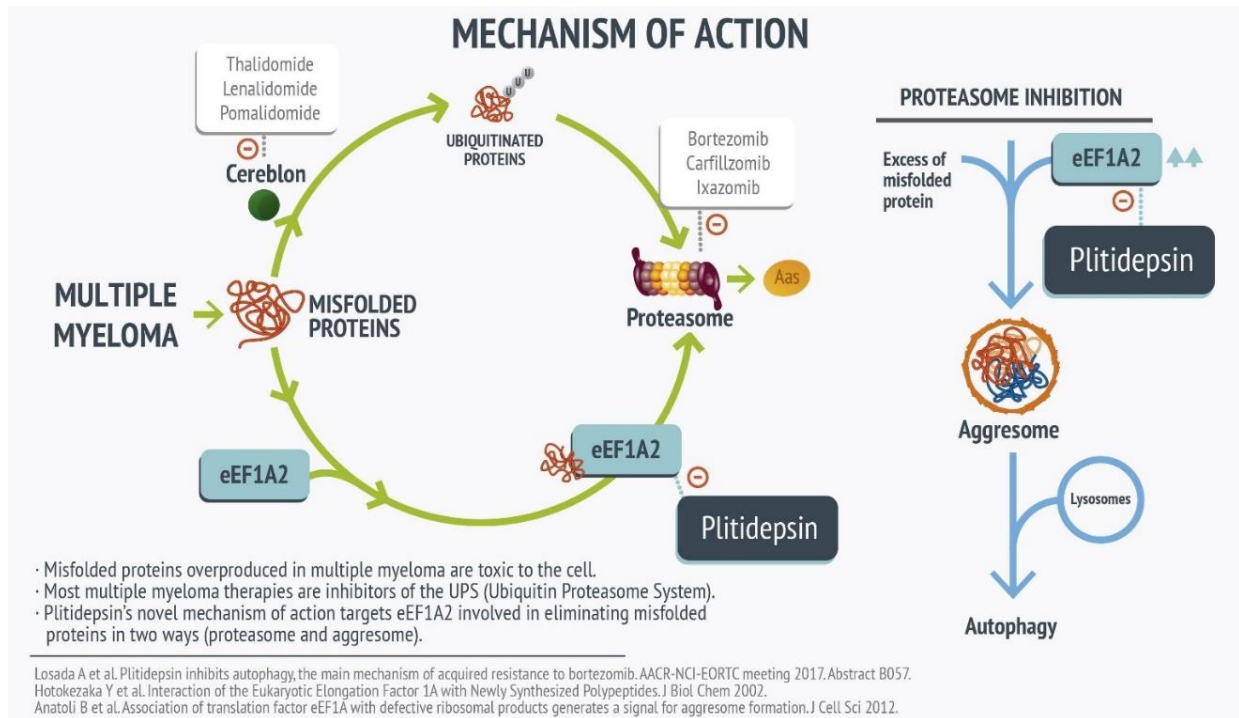 MECHANISM OF ACTION
Thalidomide
Lenalidomide
Pomalidomide
Cereblon
U U U
UBIQUITINATED
PROTEINS
Bortezomib
Carfillzomib
Ixazomib
MULTIPLE
MYELOMA
MISFOLDED
PROTEINS
Proteasome
Aas
eEF1A2
eEF1A2
Plitidepsin
PROTEASOME INHIBITION
Excess of
misfolded
protein
eEF1A2
Plitidepsin
Aggresome
Lysosomes
Autophagy
· Misfolded proteins overproduced in multiple myeloma are toxic to the cell.
· Most multiple myeloma therapies are inhibitors of the UPS (Ubiquitin Proteasome System).
· Plitidepsin's novel mechanism of action targets eEF1A2 involved in eliminating misfolded
proteins in two ways (proteasome and aggresome).
Losada A et al. Plitidepsin inhibits autophagy, the main mechanism of acquired resistance to bortezomib. AACR-NCI-EORTC meeting 2017. Abstract B057.
Hotokezaka Y et al. Interaction of the Eukaryotic Elongation Factor 1A with Newly Synthesized Polypeptides. J Biol Chem 2002.
Anatoli B et al. Association of translation factor eEF1A with defective ribosomal products generates a signal for aggresome formation. J Cell Sci 2012.